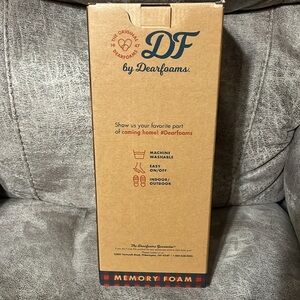 THE ORIGINAL
DEARFOAMS
DF
by Dearfoams.
Show us your favorite part
of coming home! #Dearfoams
MACHINE
WASHABLE
EASY
ON/OFF
INDOOR/
OUTDOOR
The Dearfoams Guarantee
MEMORY FOAM